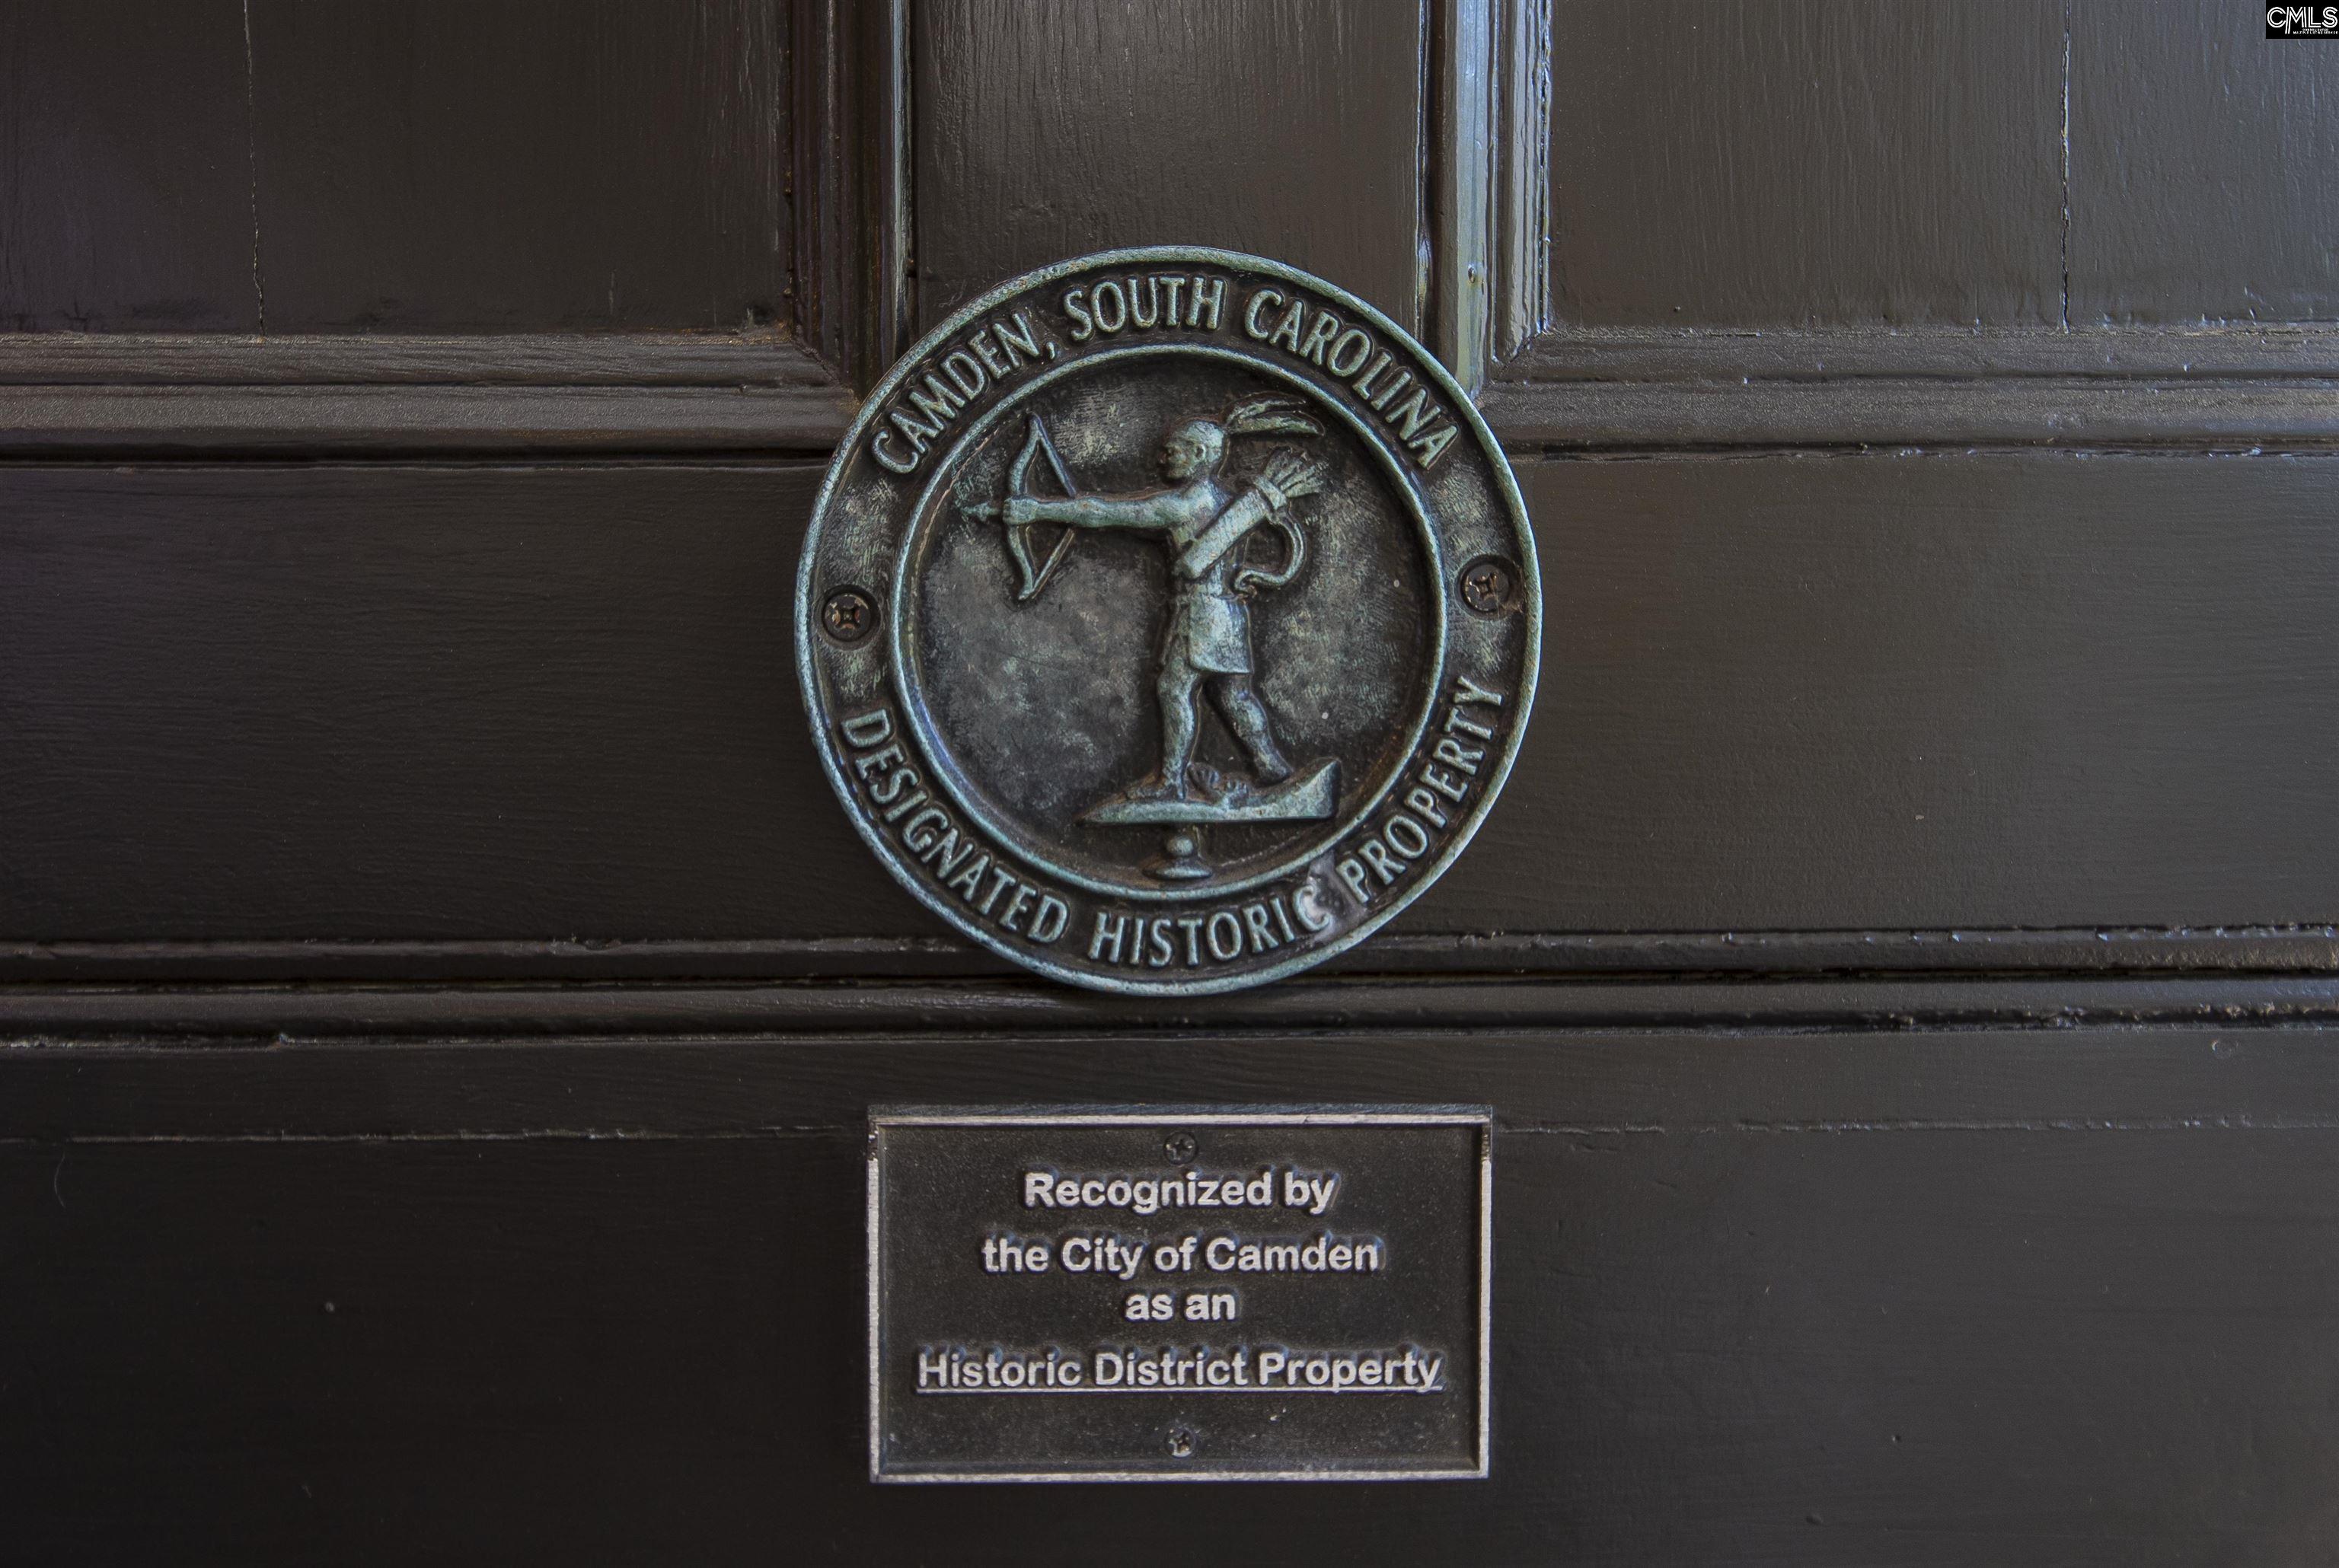 CMLS
CAMDEN, SOUTH CAROLINA
DESIGNATED HISTORIC PROPERTY
Recognized by
the City of Camden
as an
Historic District Property